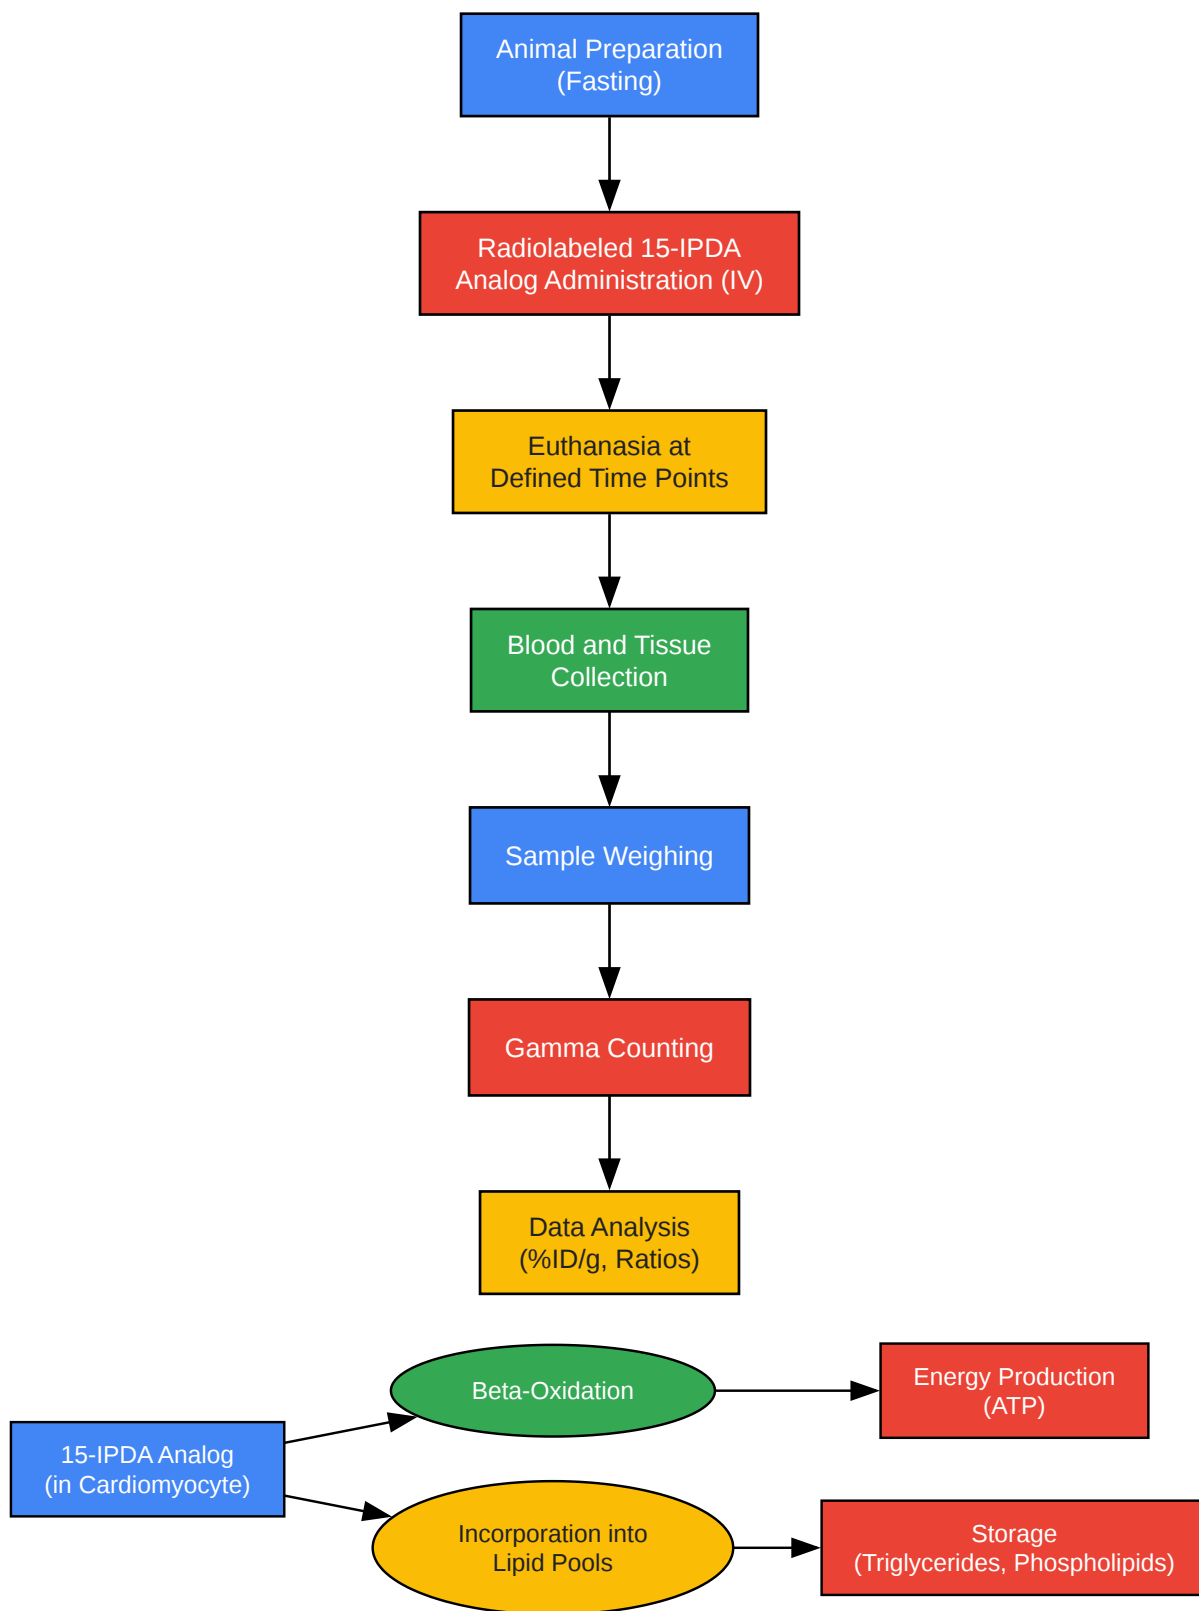 Animal Preparation
(Fasting)
Radiolabeled 15-IPDA
Analog Administration (IV)
Euthanasia at
Defined Time Points
Blood and Tissue
Collection
Sample Weighing
Gamma Counting
Data Analysis
(%ID/g, Ratios)
Beta-Oxidation
Energy Production
(ATP)
15-IPDA Analog
(in Cardiomyocyte)
Incorporation into
Lipid Pools
Storage
(Triglycerides, Phospholipids)